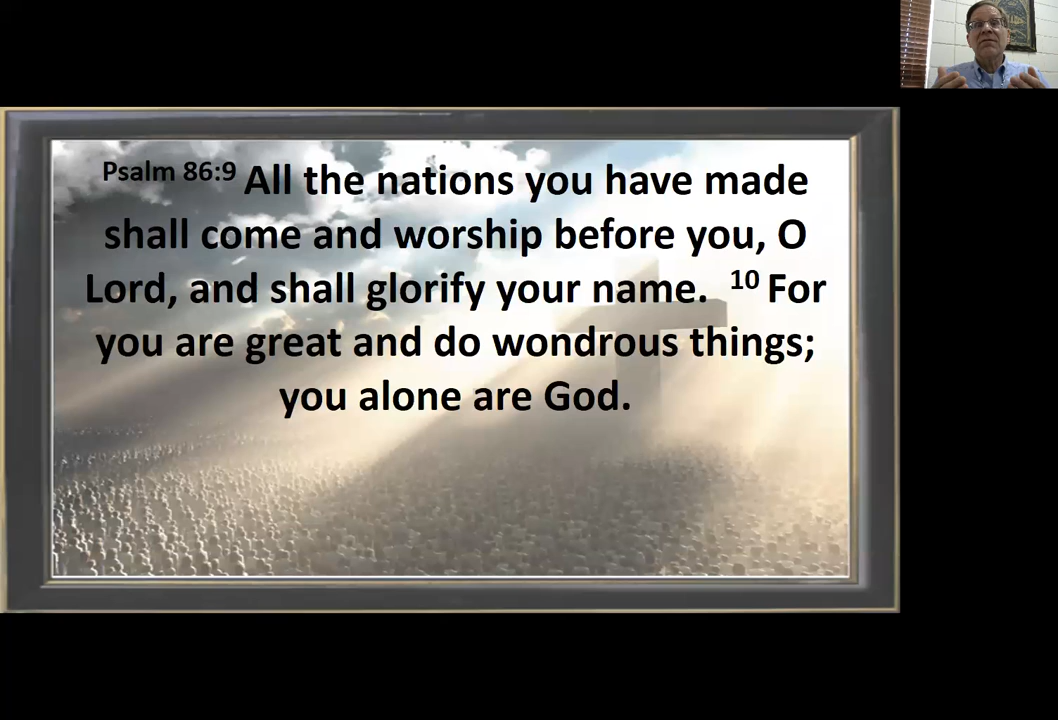 Psalm 86:9 All the nations you have made
shall come and worship before you, O
Lord, and shall glorify your name. 10 For
you are great and do wondrous things;
you alone are God.